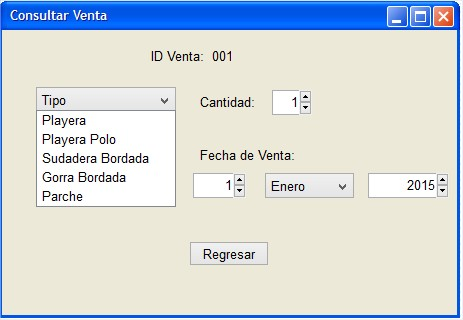 Consultar Venta
ID Venta: 001
Tipo
Cantidad: 1
Playera
Playera Polo
Sudadera Bordada
Gorra Bordada
Parche
Fecha de Venta:
1 Enero 2015
Regresar